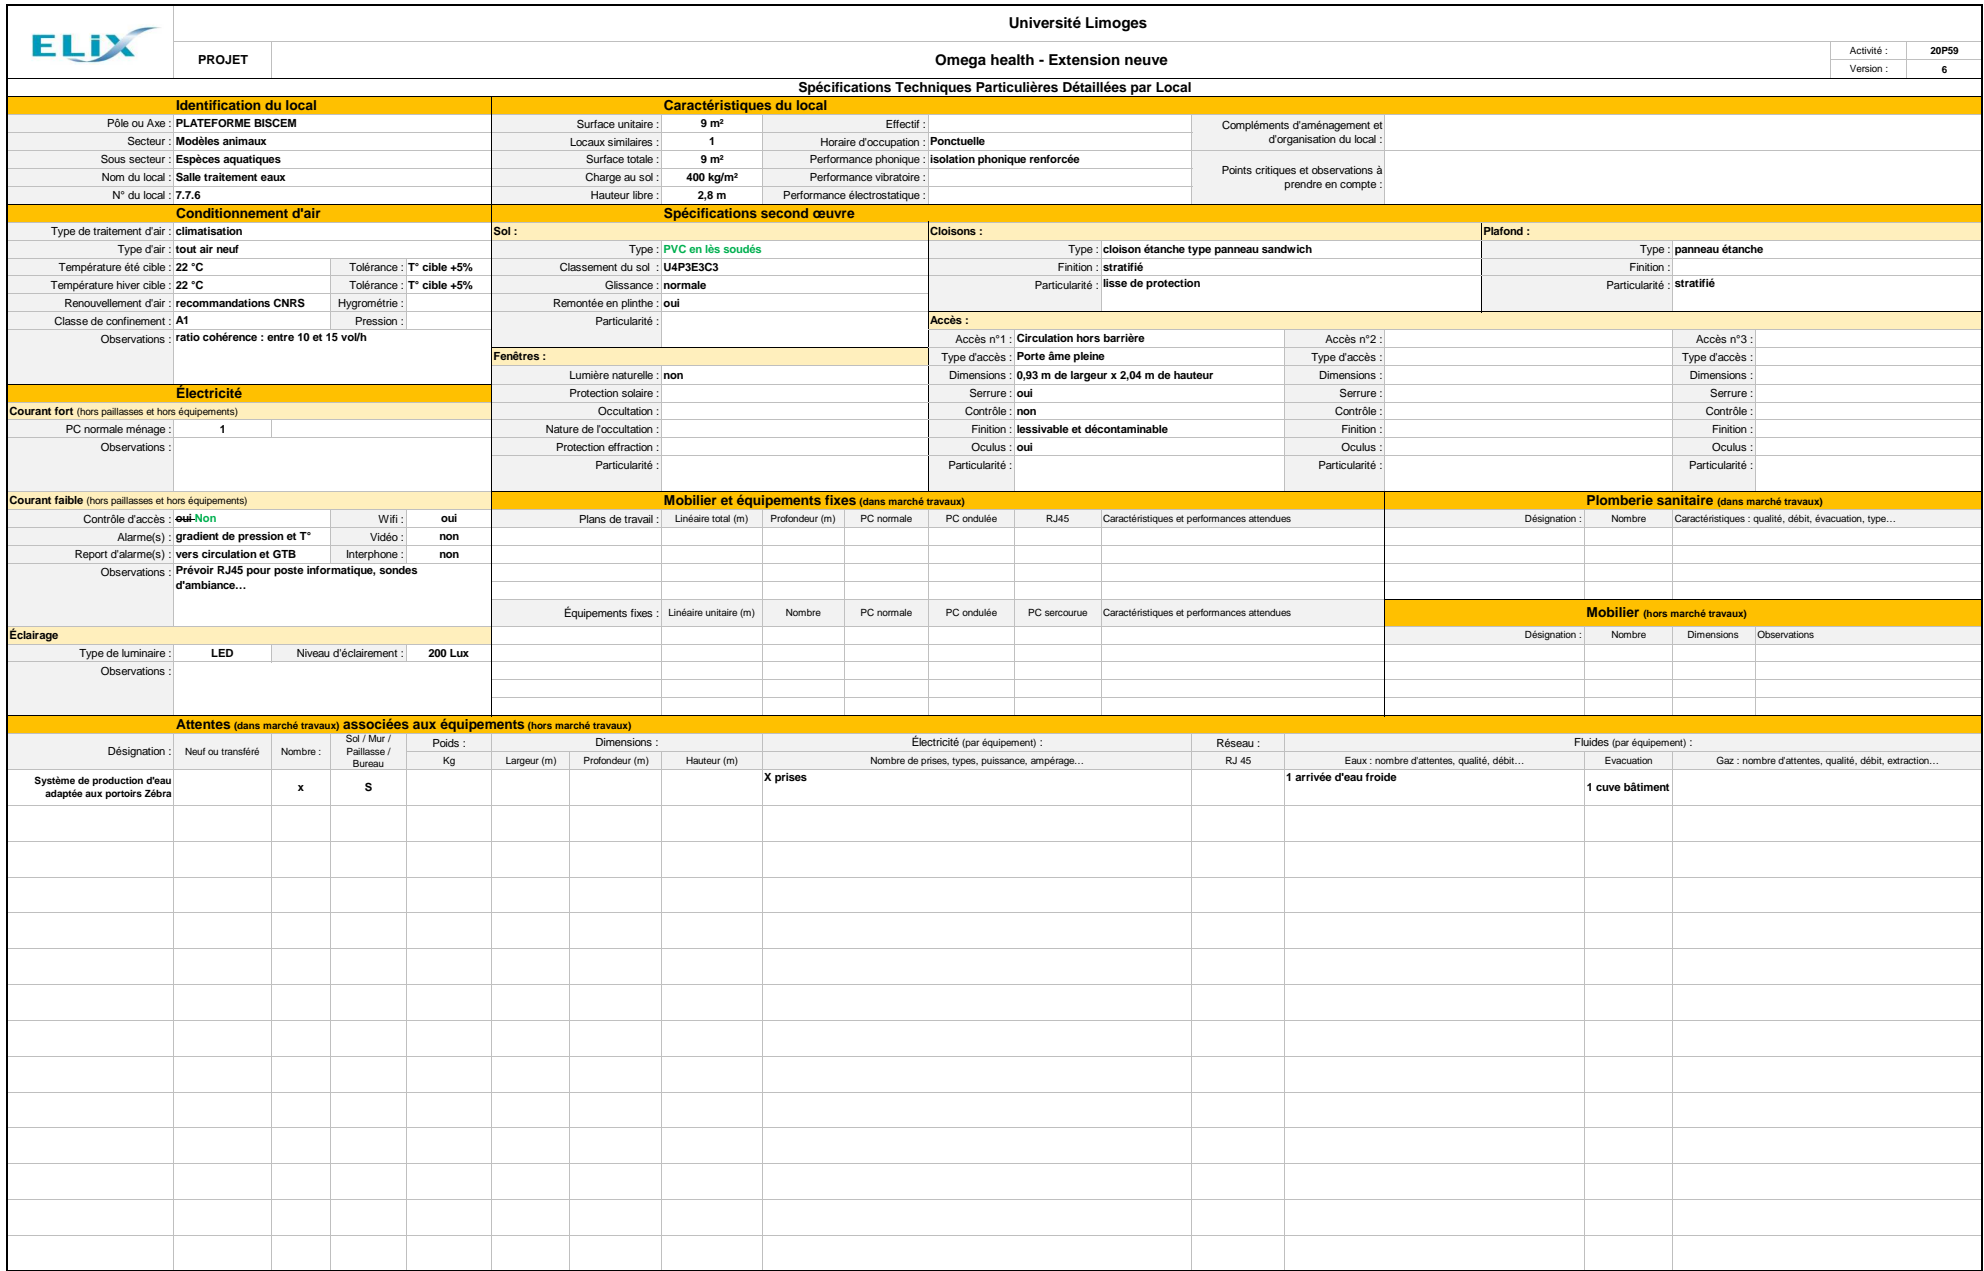 ELiX
Université Limoges
PROJET
Omega health - Extension neuve
Activité : 20P59
Version : 6
Spécifications Techniques Particulières Détaillées par Local
Identification du local
Pôle ou Axe : PLATEFORME BISCEM
Secteur : Modèles animaux
Sous secteur : Espèces aquatiques
Nom du local : Salle traitement eaux
N° du local : 7.7.6
Caractéristiques du local
Surface unitaire : 9 m² Effectif :
Locaux similaires : 1 Horaire d'occupation : Ponctuelle
Surface totale : 9 m² Performance phonique : isolation phonique renforcée
Charge au sol : 400 kg/m² Performance vibratoire :
Hauteur libre : 2,8 m Performance électrostatique :
Compléments d'aménagement et
d'organisation du local :
Points critiques et observations à
prendre en compte :
Conditionnement d'air
Type de traitement d'air : climatisation
Type d'air : tout air neuf
Température été cible : 22 °C Tolérance : T° cible +5%
Température hiver cible : 22 °C Tolérance : T° cible +5%
Renouvellement d'air : recommandations CNRS Hygrométrie :
Classe de confinement : A1 Pression :
Observations : ratio cohérence : entre 10 et 15 vol/h
Spécifications second œuvre
Sol :
Type : PVC en lès soudés
Classement du sol : U4P3E3C3
Glissance : normale
Remontée en plinthe : oui
Particularité :
Cloisons :
Type : cloison étanche type panneau sandwich
Finition : stratifié
Particularité : lisse de protection
Plafond :
Type : panneau étanche
Finition :
Particularité : stratifié
Fenêtres :
Lumière naturelle : non
Protection solaire :
Occultation :
Nature de l'occultation :
Protection effraction :
Particularité :
Accès :
Accès n°1 : Circulation hors barrière Accès n°2 : Accès n°3 :
Type d'accès : Porte âme pleine Type d'accès : Type d'accès :
Dimensions : 0,93 m de largeur x 2,04 m de hauteur Dimensions : Dimensions :
Serrure : oui Serrure : Serrure :
Contrôle : non Contrôle : Contrôle :
Finition : lessivable et décontaminable Finition : Finition :
Oculus : oui Oculus : Oculus :
Particularité : Particularité : Particularité :
Électricité
Courant fort (hors paillasses et hors équipements)
PC normale ménage : 1
Observations :
Courant faible (hors paillasses et hors équipements)
Contrôle d'accès : oui Non Wifi : oui
Alarme(s) : gradient de pression et T° Vidéo : non
Report d'alarme(s) : vers circulation et GTB Interphone : non
Observations : Prévoir RJ45 pour poste informatique, sondes
d'ambiance…
Éclairage
Type de luminaire : LED Niveau d'éclairement : 200 Lux
Observations :
Mobilier et équipements fixes (dans marché travaux)
Plans de travail : Linéaire total (m) Profondeur (m) PC normale PC ondulée RJ45 Caractéristiques et performances attendues
Équipements fixes : Linéaire unitaire (m) Nombre PC normale PC ondulée PC sercourue Caractéristiques et performances attendues
Plomberie sanitaire (dans marché travaux)
Désignation : Nombre Caractéristiques : qualité, débit, évacuation, type…
Mobilier (hors marché travaux)
Désignation : Nombre Dimensions Observations
Attentes (dans marché travaux) associées aux équipements (hors marché travaux)
Désignation : Neuf ou transféré Nombre :
Sol / Mur /
Paillasse /
Bureau
Poids : Dimensions : Électricité (par équipement) : Réseau : Fluides (par équipement) :
Kg Largeur (m) Profondeur (m) Hauteur (m) Nombre de prises, types, puissance, ampérage… RJ 45 Eaux : nombre d'attentes, qualité, débit… Evacuation Gaz : nombre d'attentes, qualité, débit, extraction…
Système de production d'eau
adaptée aux portoirs Zébra
x S X prises 1 arrivée d'eau froide 1 cuve bâtiment